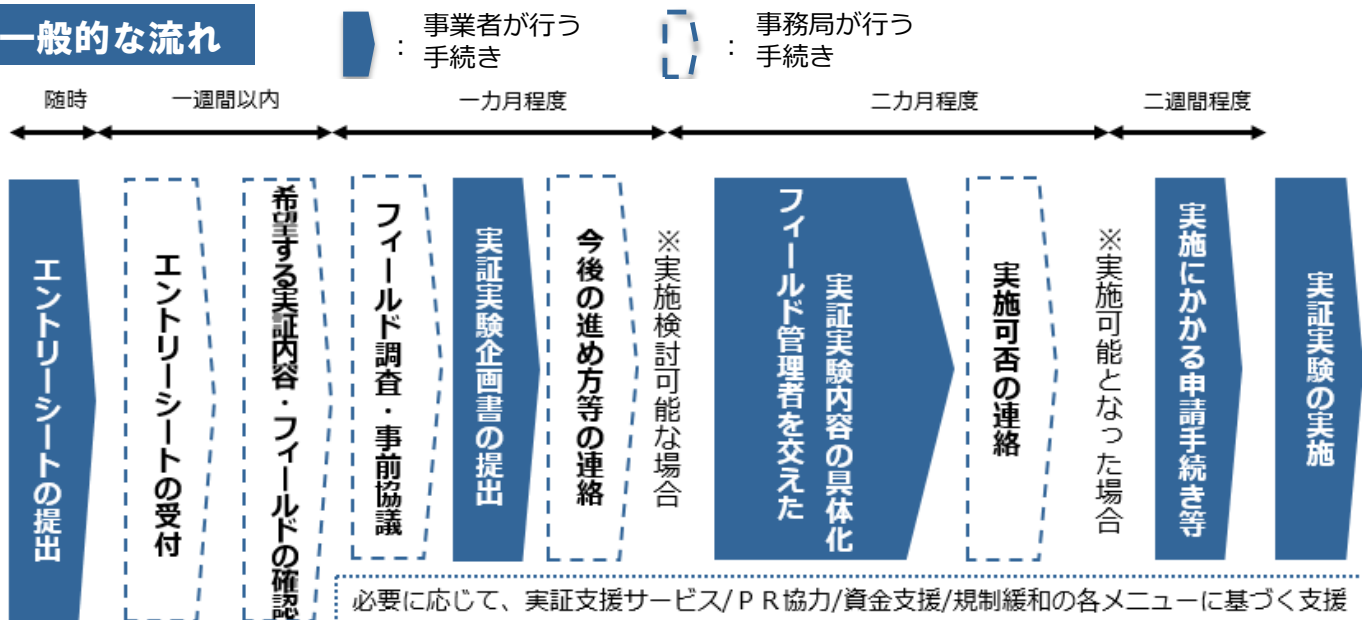 一般的な流れ
： 事業者が行う
手続き
： 事務局が行う
手続き
随時
一週間以内
一カ月程度
二カ月程度
二週間程度
エントリーシートの提出
エントリーシートの受付
希望する実証内容・フィールドの確認
フィールド調査・事前協議
実証実験企画書の提出
今後の進め方等の連絡
※実施検討可能な場合
フィールド管理者を交えた
実証実験内容の具体化
実施可否の連絡
※実施可能となった場合
実施にかかる申請手続き等
実証実験の実施
必要に応じて、実証支援サービス/ＰＲ協力/資金支援/規制緩和の各メニューに基づく支援